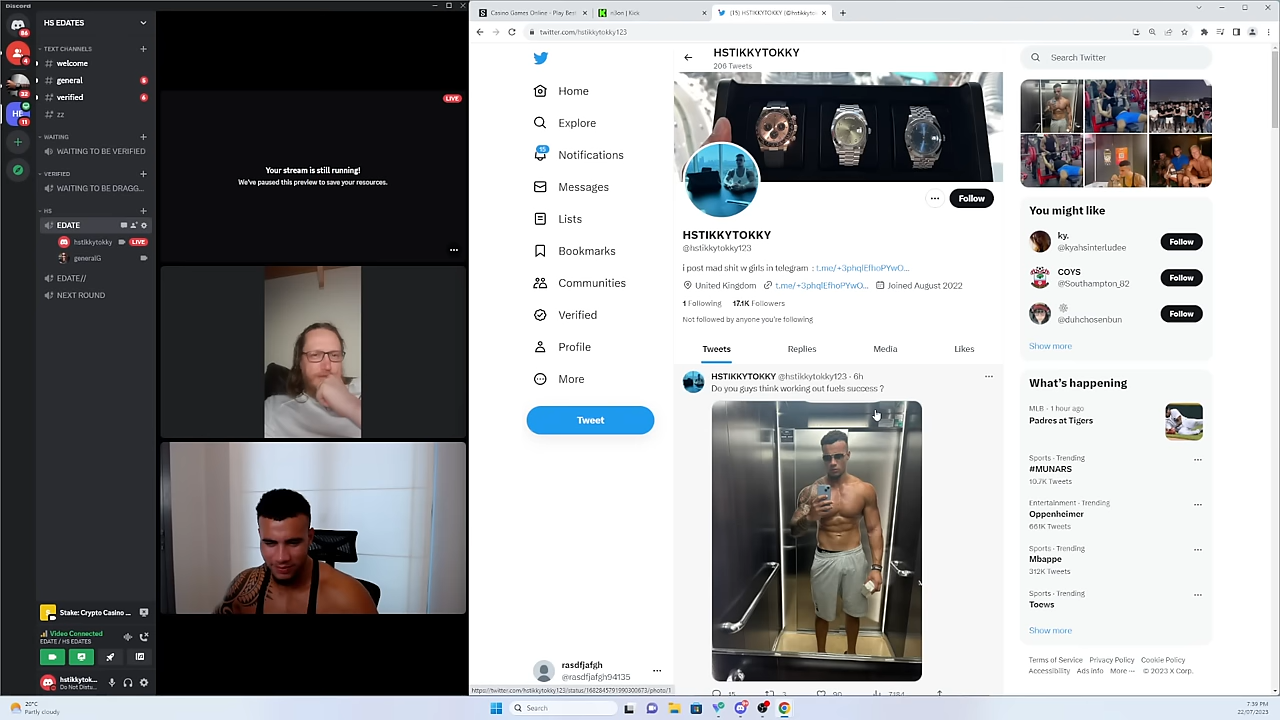 Discord
HS EDATES
TEXT CHANNELS
# welcome
# general
# verified
# zz
WAITING
WAITING TO BE VERIFIED
VERIFIED
WAITING TO BE DRAGG...
HS
EDATE
hstikkytokky LIVE
generalG
EDATE//
NEXT ROUND
Stake: Crypto Casino ...
Video Connected
EDATE / HS EDATES
hstikkytok...
Do Not Distu...
LIVE
Your stream is still running!
We've paused this preview to save your resources.
Casino Games Online - Play Bes
n3on | Kick
(15) HSTIKKYTOKKY (@hstikkyto
twitter.com/hstikkytokky123
Home
Explore
15
Notifications
Messages
Lists
Bookmarks
Communities
Verified
Profile
More
Tweet
rasdfjafgh
@rasdfjafgh94135
HSTIKKYTOKKY
206 Tweets
Follow
HSTIKKYTOKKY
@hstikkytokky123
i post mad shit w girls in telegram : t.me/+3phqlEfhoPYwO...
United Kingdom t.me/+3phqlEfhoPYwO... Joined August 2022
1 Following 17.1K Followers
Not followed by anyone you're following
Tweets Replies Media Likes
HSTIKKYTOKKY @hstikkytokky123 · 6h
Do you guys think working out fuels success ?
Search Twitter
You might like
ky.
@kyahsinterludee
Follow
COYS
@Southampton_82
Follow
@duhchosenbun
Follow
Show more
What's happening
MLB · 1 hour ago
Padres at Tigers
Sports · Trending
#MUNARS
10.7K Tweets
Entertainment · Trending
Oppenheimer
661K Tweets
Sports · Trending
Mbappe
312K Tweets
Sports · Trending
Toews
Show more
Terms of Service Privacy Policy Cookie Policy
Accessibility Ads info More ··· © 2023 X Corp.
20°C
Partly cloudy
Search
7:39 PM
22/07/2023